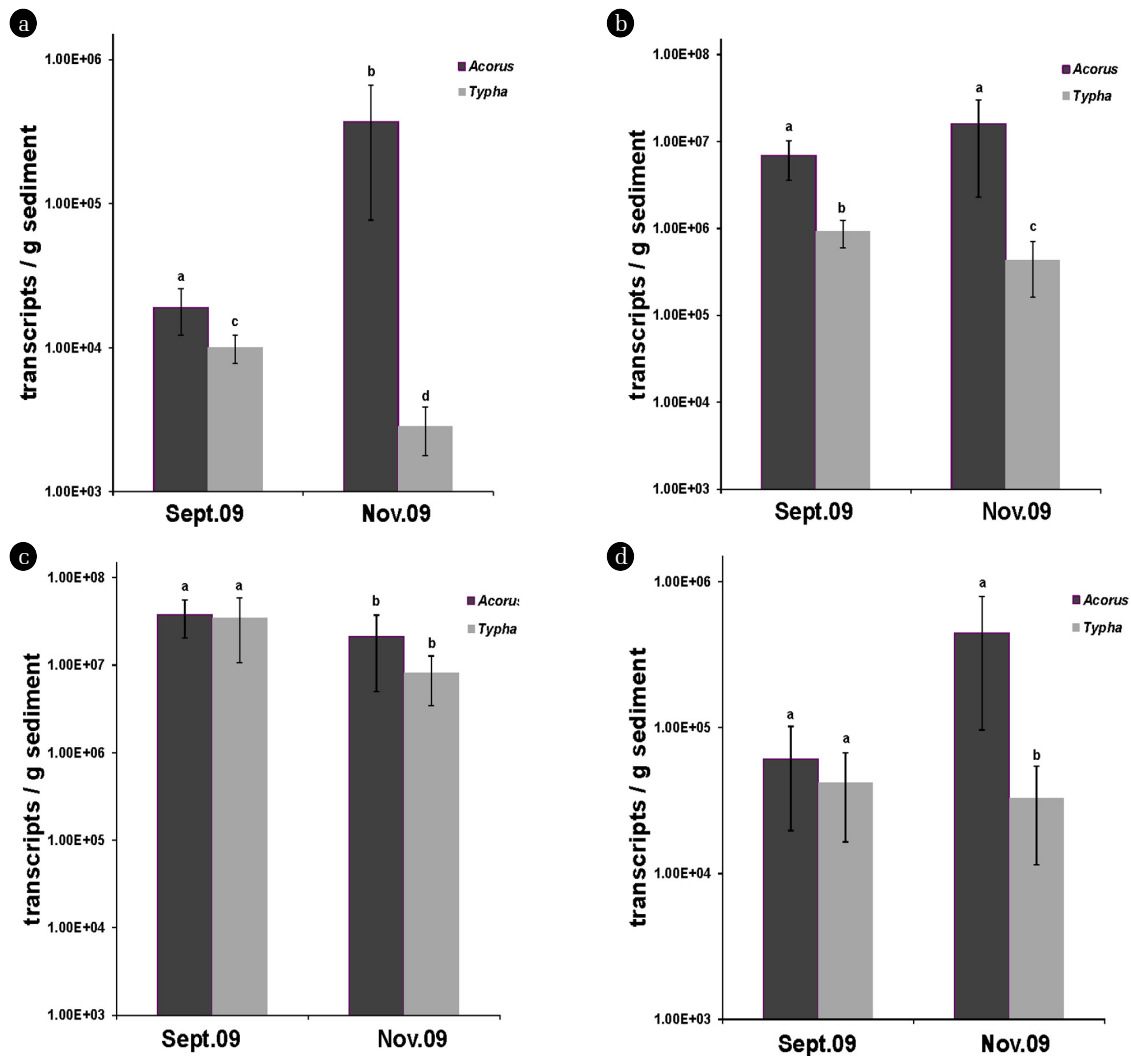 a
transcripts / g sediment
1.00E+06
1.00E+05
1.00E+04
1.00E+03
a
c
b
d
Acorus
Typha
Sept.09
Nov.09
b
transcripts / g sediment
1.00E+08
1.00E+07
1.00E+06
1.00E+05
1.00E+04
1.00E+03
a
b
a
c
Acorus
Typha
Sept.09
Nov.09
c
transcripts / g sediment
1.00E+08
1.00E+07
1.00E+06
1.00E+05
1.00E+04
1.00E+03
a
a
b
b
Acorus
Typha
Sept.09
Nov.09
d
transcripts / g sediment
1.00E+06
1.00E+05
1.00E+04
1.00E+03
a
a
a
b
Acorus
Typha
Sept.09
Nov.09